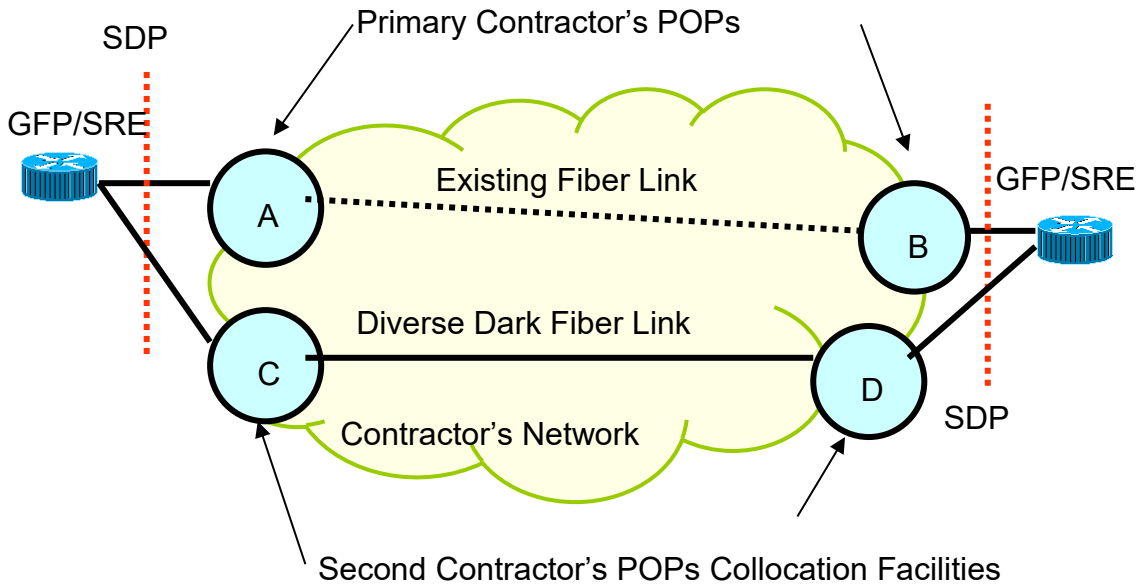 Primary Contractor's POPs
SDP
GFP/SRE
A
Existing Fiber Link
GFP/SRE
B
Diverse Dark Fiber Link
C
D
SDP
Contractor's Network
Second Contractor's POPs Collocation Facilities